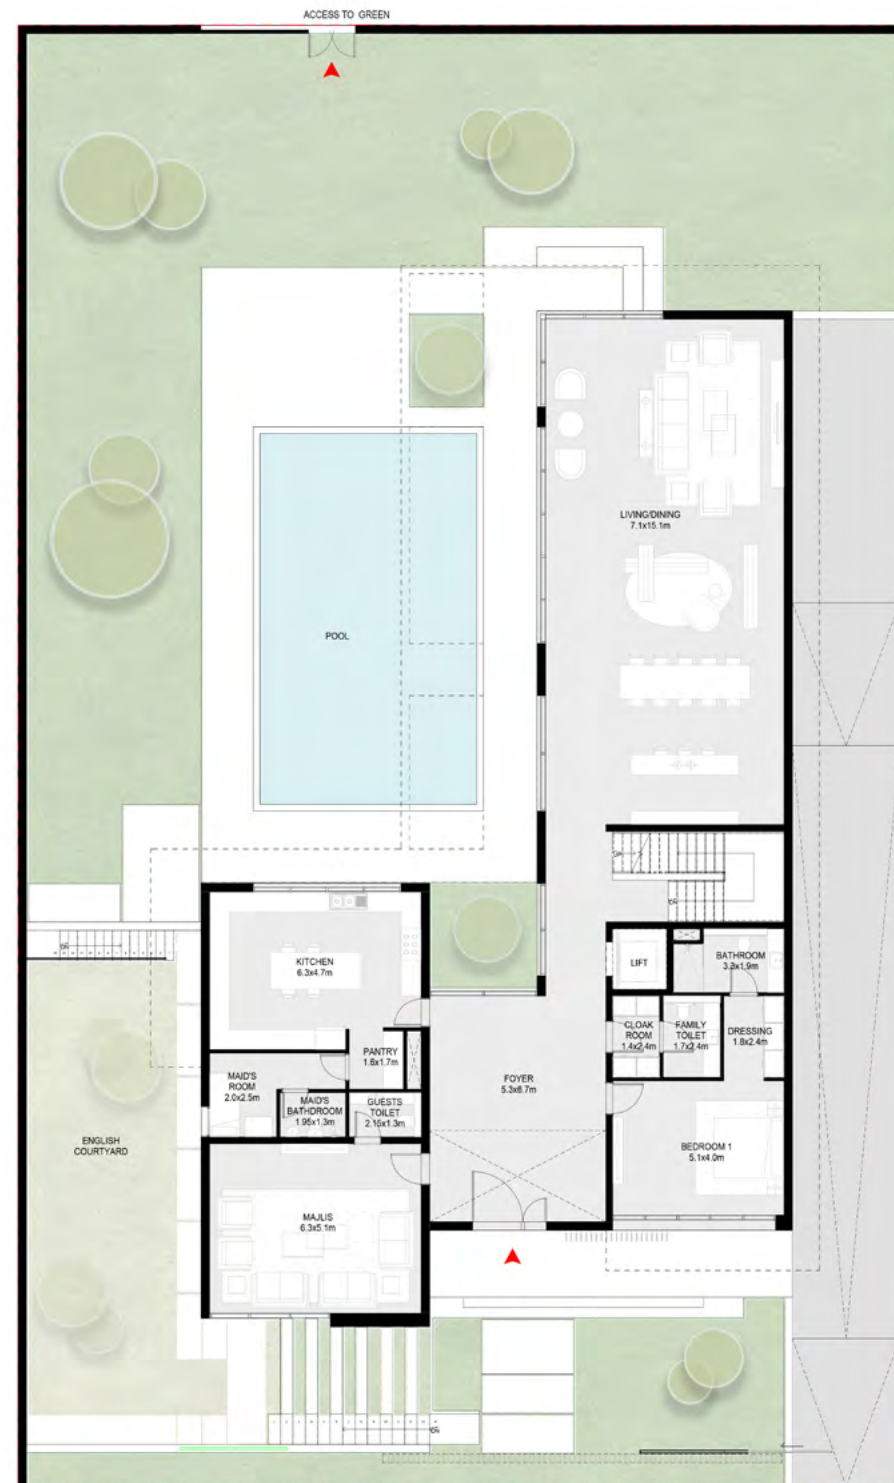 ACCESS TO GREEN
LIVING/DINING
7.1x15.1m
POOL
KITCHEN
6.3x4.7m
LIFT
BATHROOM
3.2x1.9m
PANTRY
1.6x1.7m
CLOAK
ROOM
1.4x2.4m
FAMILY
TOILET
1.7x2.4m
DRESSING
1.8x2.4m
MAID'S
ROOM
2.0x2.5m
MAID'S
BATHDROOM
1.95x1.3m
GUESTS
TOILET
2.15x1.3m
FOYER
5.3x6.7m
ENGLISH
COURTYARD
BEDROOM 1
5.1x4.0m
MAJLIS
6.3x5.1m